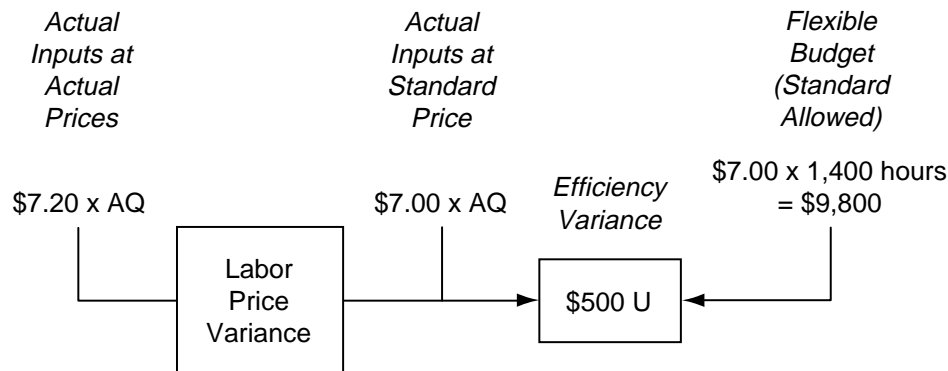 Actual
Inputs at
Actual
Prices
Actual
Inputs at
Standard
Price
Flexible
Budget
(Standard
Allowed)
$7.20 x AQ
$7.00 x AQ
Efficiency
Variance
$7.00 x 1,400 hours
= $9,800
Labor
Price
Variance
$500 U